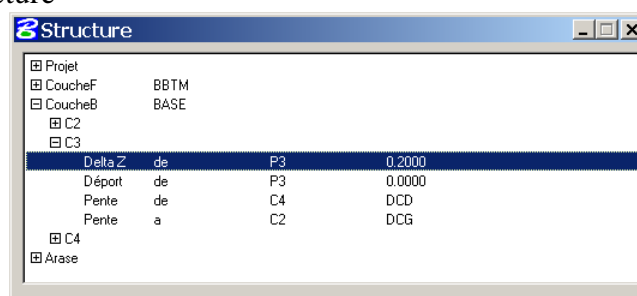 Structure
Projet
CoucheF BBTM
CoucheB BASE
C2
C3
Delta Z de P3 0.2000
Déport de P3 0.0000
Pente de C4 DCD
Pente a C2 DCG
C4
Arase